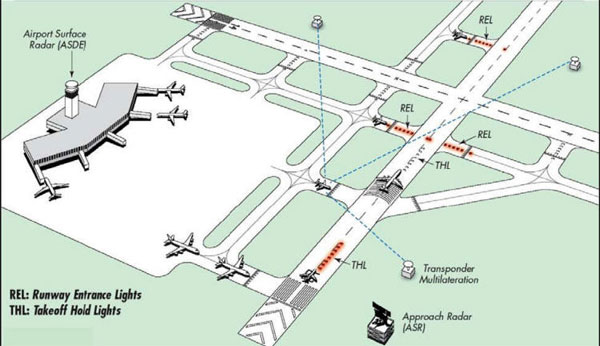 Airport Surface
Radar (ASDE)
REL
REL
REL
THL
THL
Transponder
Multilateration
REL: Runway Entrance Lights
THL: Takeoff Hold Lights
Approach Radar
(ASR)